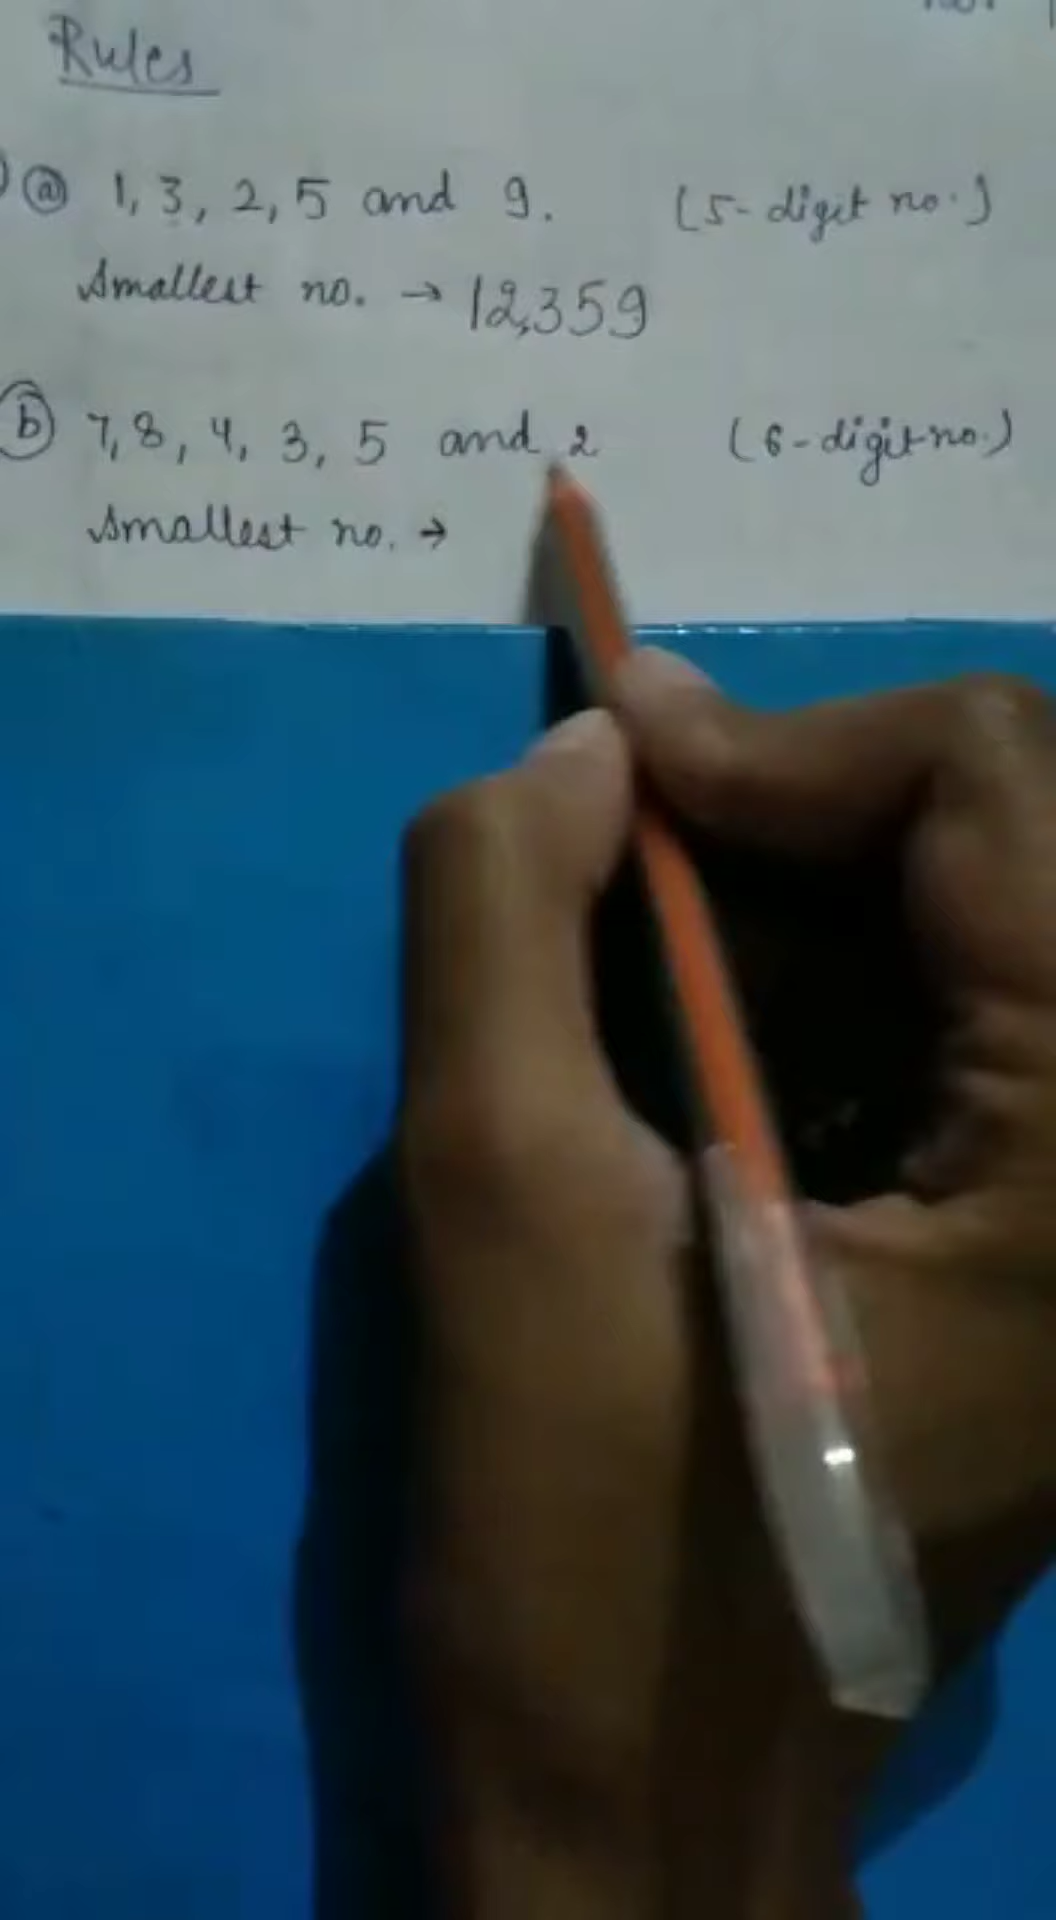 Rules
ⓐ 1, 3, 2, 5 and 9. (5-digit no.)
Smallest no. → 12,359
ⓑ 7, 8, 4, 3, 5 and 2 (6-digit no.)
Smallest no. →